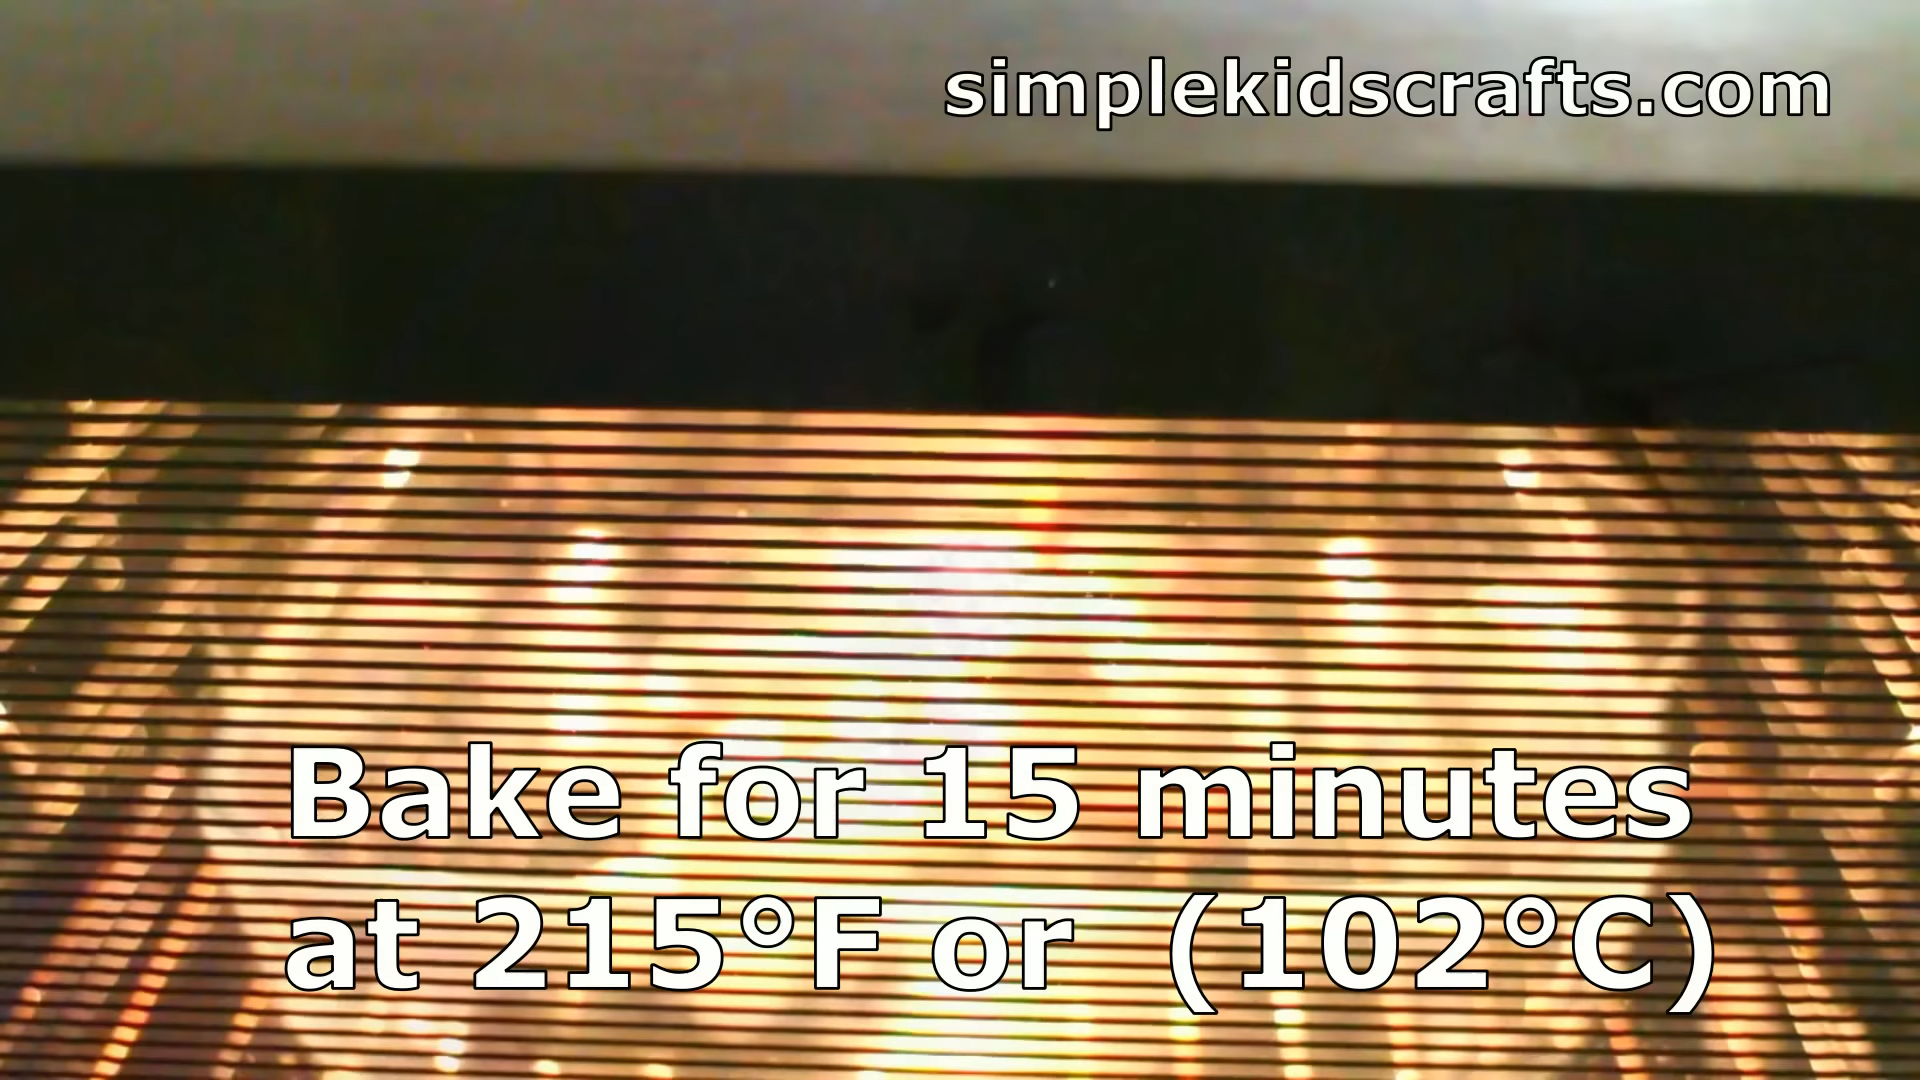 simplekidscrafts.com
Bake for 15 minutes
at 215°F or  (102°C)